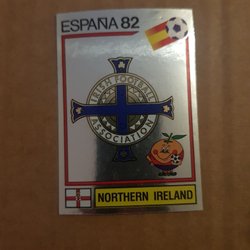 ESPAÑA 82
IRISH FOOTBALL
ASSOCIATION
NORTHERN IRELAND